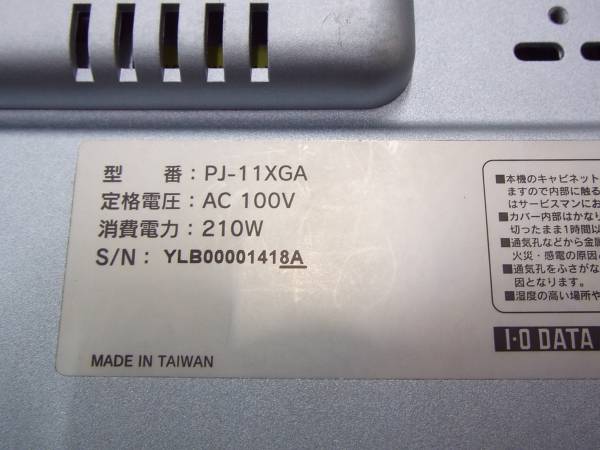 型　番：PJ-11XGA
定格電圧：AC 100V
消費電力：210W
S/N：YLB00001418A
MADE IN TAIWAN
■本機のキャビネット
ますので内部に触る
はサービスマンにお
■カバー内部はかなり
切ったまま1時間以
■通気孔などから金属
火災・感電の原因と
■通気孔をふさがな
因となります。
■湿度の高い場所や
I·O DATA